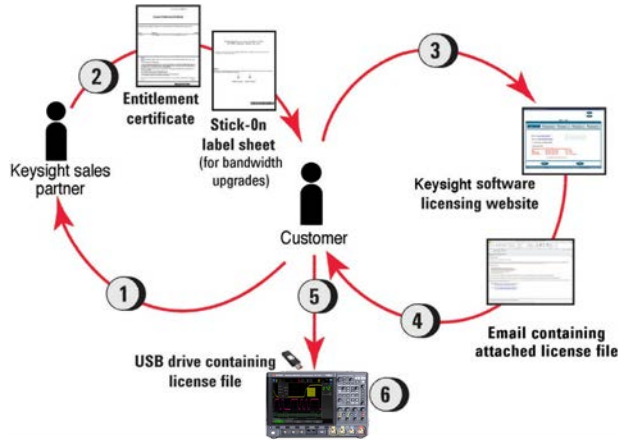 2
3
Entitlement
certificate
Stick-On
label sheet
(for bandwidth
upgrades)
Keysight sales
partner
Keysight software
licensing website
Customer
1
5
4
Email containing
attached license file
USB drive containing
license file
6